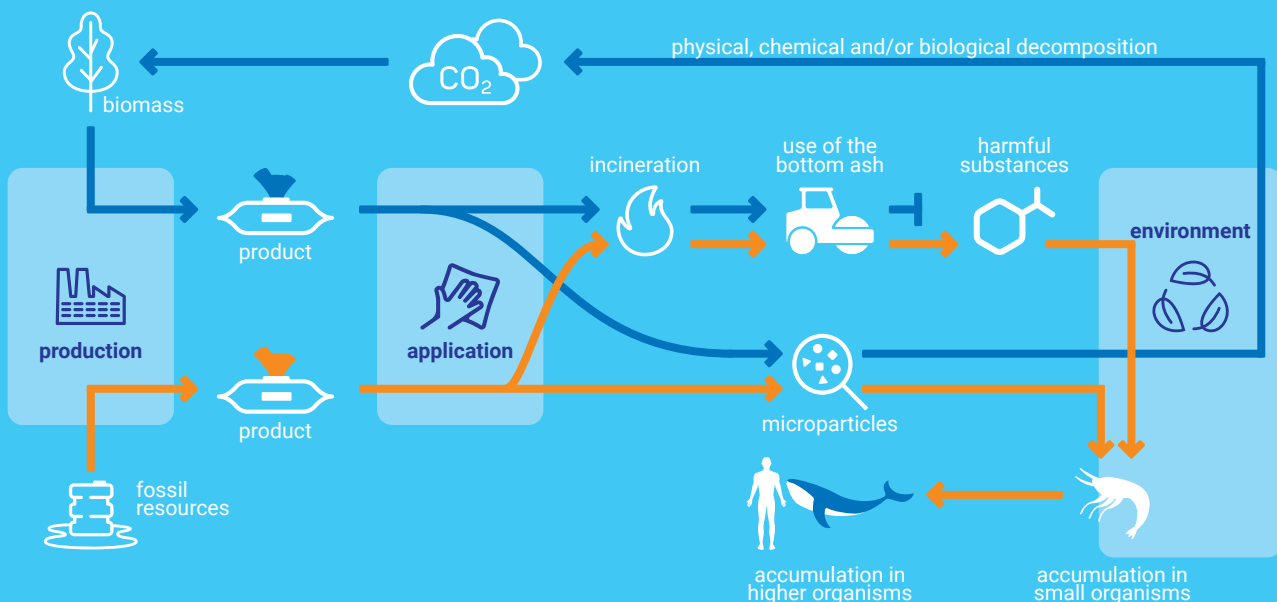 physical, chemical and/or biological decomposition
CO₂
biomass
incineration
use of the
bottom ash
harmful
substances
product
environment
production
application
product
microparticles
fossil
resources
accumulation in
higher organisms
accumulation in
small organisms